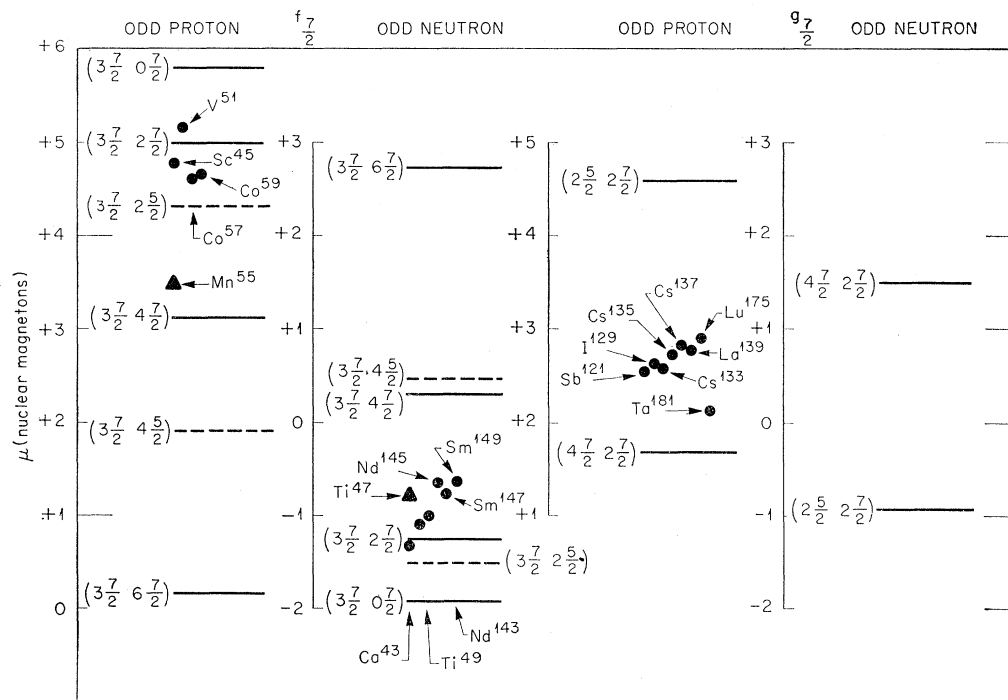 ODD PROTON f 7/2 ODD NEUTRON ODD PROTON g 7/2 ODD NEUTRON
μ (nuclear magnetons)
+6
+5
+4
+3
+2
+1
0
(3 7/2 0 7/2)
V51
(3 7/2 2 7/2)
Sc45
Co59
(3 7/2 2 5/2)
Co57
Mn55
(3 7/2 4 7/2)
(3 7/2 4 5/2)
(3 7/2 6 7/2)
+3
+2
+1
0
-1
-2
(3 7/2 6 7/2)
(3 7/2 4 5/2)
(3 7/2 4 7/2)
Sm149
Nd145
Ti47
Sm147
(3 7/2 2 7/2)
(3 7/2 2 5/2)
(3 7/2 0 7/2)
Nd143
Ca43
Ti49
+5
+4
+3
+2
+1
(2 5/2 2 7/2)
Cs137
Cs135
Lu175
I129
La139
Sb121
Cs133
Ta181
(4 7/2 2 7/2)
+3
+2
+1
0
-1
-2
(4 7/2 2 7/2)
(2 5/2 2 7/2)